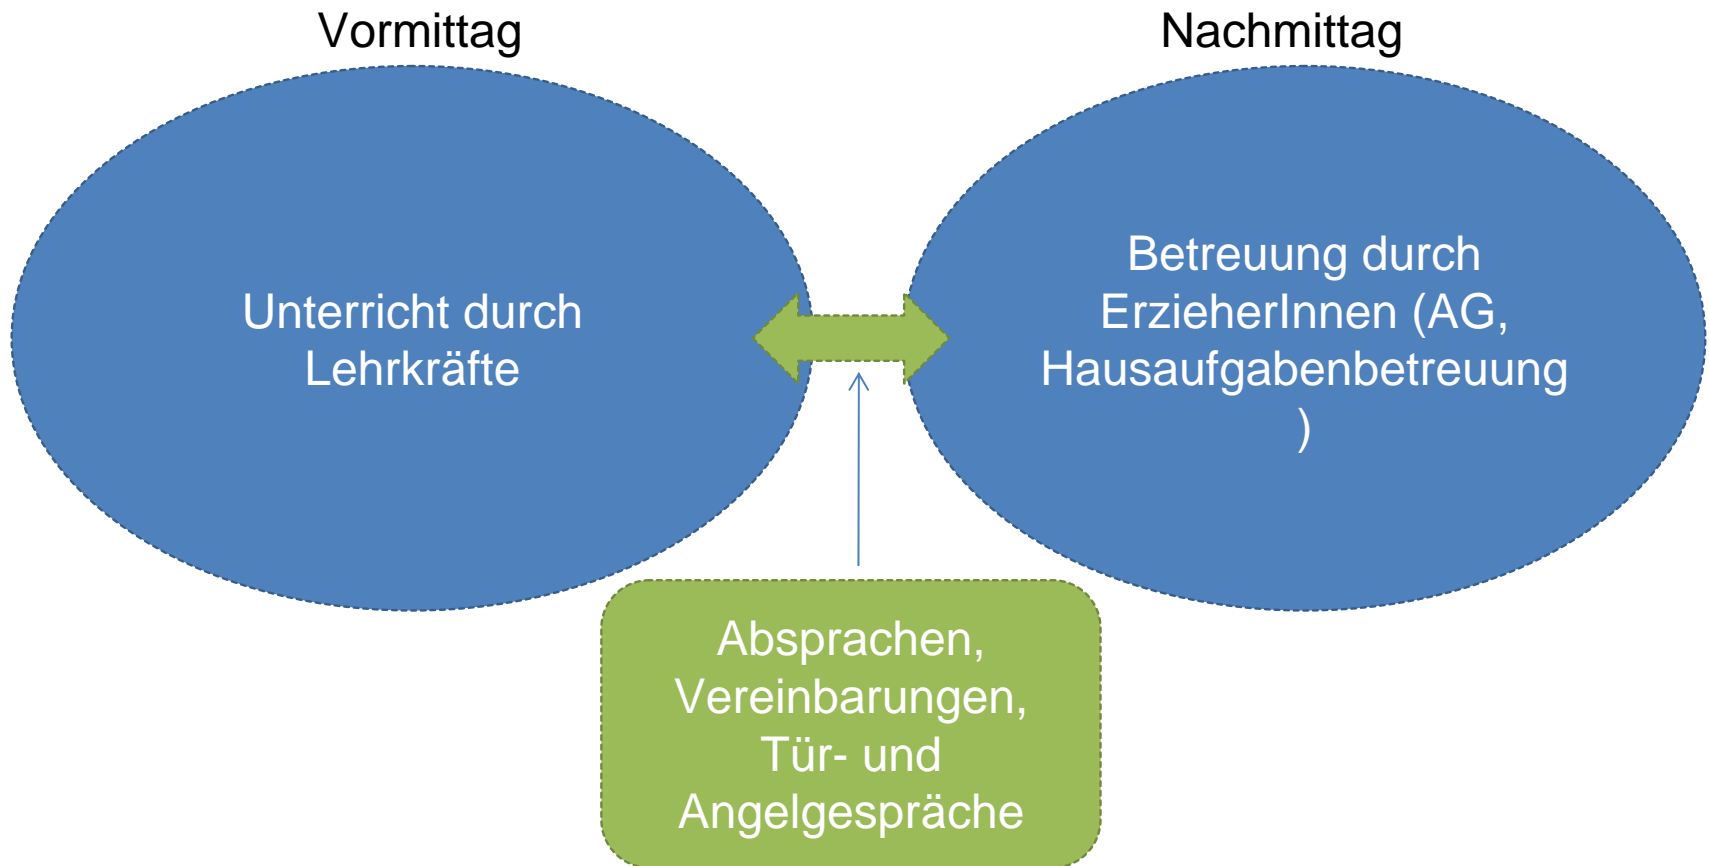 Vormittag
Nachmittag
Unterricht durch
Lehrkräfte
Betreuung durch
ErzieherInnen (AG,
Hausaufgabenbetreuung
)
Absprachen,
Vereinbarungen,
Tür- und
Angelgespräche